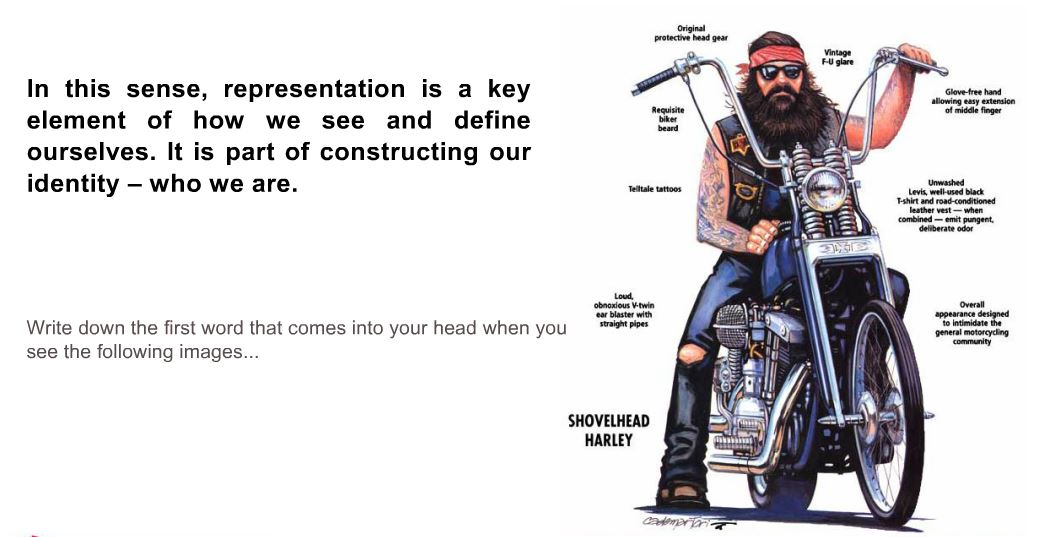 In this sense, representation is a key
element of how we see and define
ourselves. It is part of constructing our
identity – who we are.
Write down the first word that comes into your head when you
see the following images...
Original
protective head gear
Vintage
F-U glare
Glove-free hand
allowing easy extension
of middle finger
Requisite
biker
beard
Telltale tattoos
Unwashed
Levis, well-used black
T-shirt and road-conditioned
leather vest — when
combined — emit pungent,
deliberate odor
Loud,
obnoxious V-twin
ear blaster with
straight pipes
Overall
appearance designed
to intimidate the
general motorcycling
community
SHOVELHEAD
HARLEY